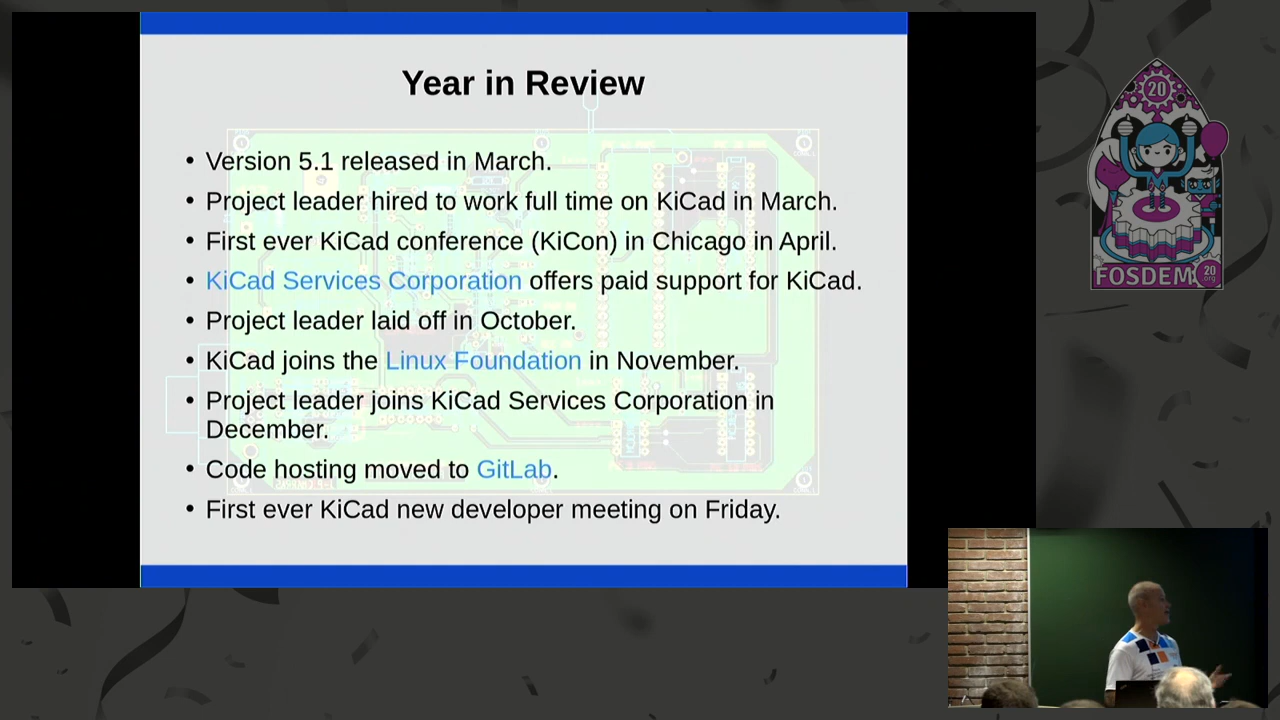 Year in Review
• Version 5.1 released in March.
• Project leader hired to work full time on KiCad in March.
• First ever KiCad conference (KiCon) in Chicago in April.
• KiCad Services Corporation offers paid support for KiCad.
• Project leader laid off in October.
• KiCad joins the Linux Foundation in November.
• Project leader joins KiCad Services Corporation in
December.
• Code hosting moved to GitLab.
• First ever KiCad new developer meeting on Friday.
20
FOSDEM
20
.org